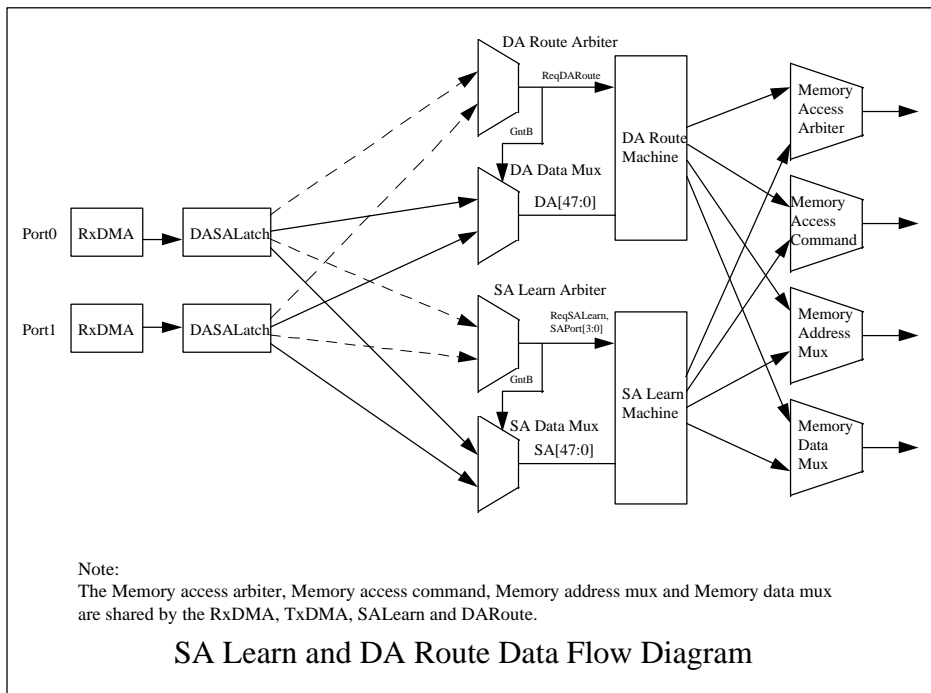 DA Route Arbiter
ReqDARoute
GntB
DA Data Mux
DA[47:0]
DA Route
Machine
Memory
Access
Arbiter
Memory
Access
Command
Port0
RxDMA
DASALatch
Port1
RxDMA
DASALatch
SA Learn Arbiter
ReqSALearn,
SAPort[3:0]
GntB
SA Data Mux
SA[47:0]
SA Learn
Machine
Memory
Address
Mux
Memory
Data
Mux
Note:
The Memory access arbiter, Memory access command, Memory address mux and Memory data mux
are shared by the RxDMA, TxDMA, SALearn and DARoute.
SA Learn and DA Route Data Flow Diagram